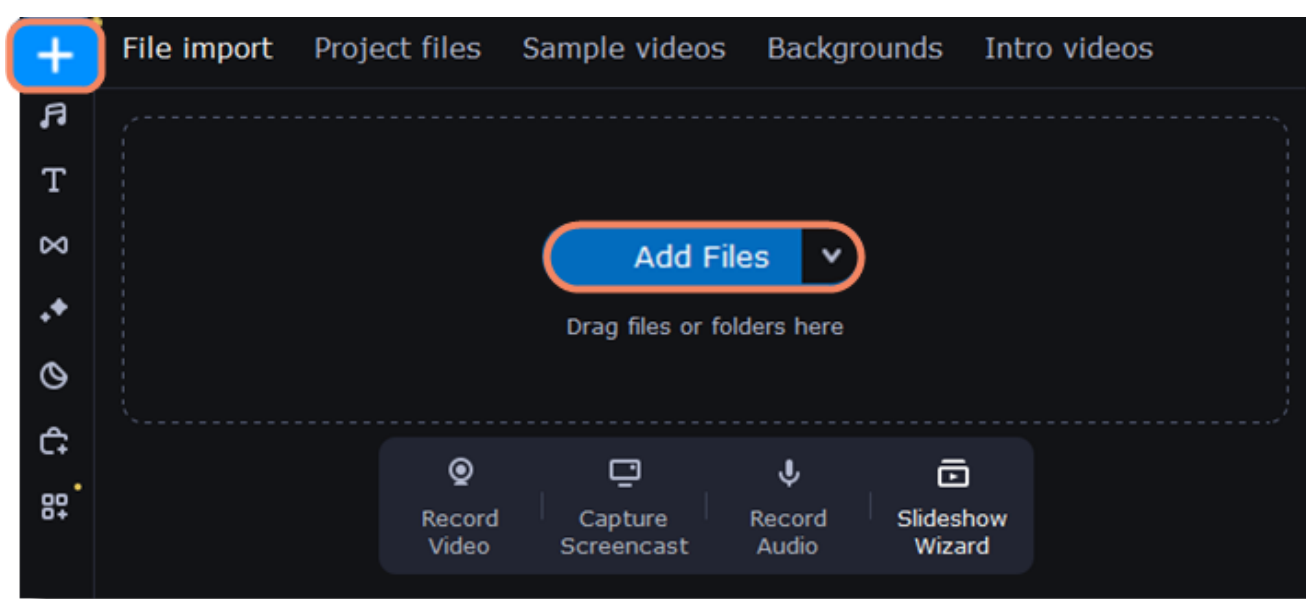 File import Project files Sample videos Backgrounds Intro videos
Add Files
Drag files or folders here
Record Video
Capture Screencast
Record Audio
Slideshow Wizard